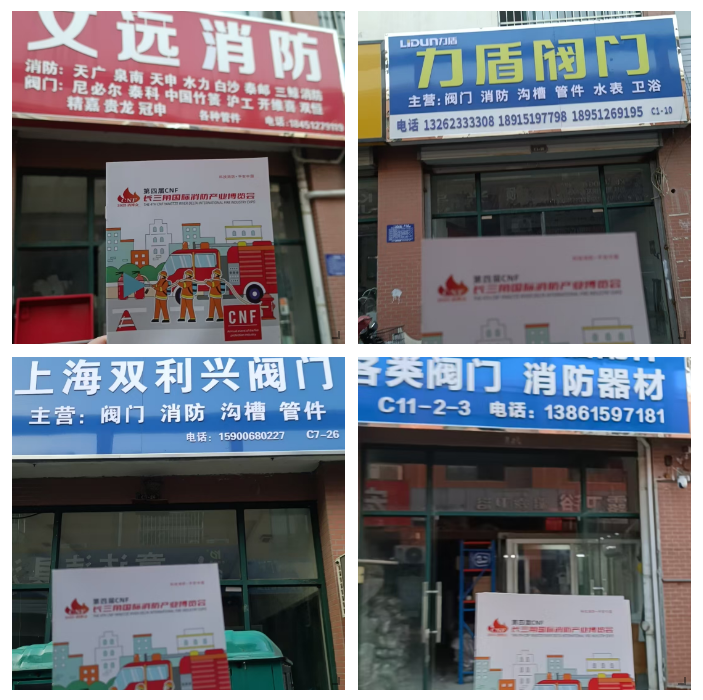 文远消防
消防：天广 泉南 天申 水力 白沙 泰邮 三鲸消防
阀门：尼必尔 泰科 中国竹簧 沪工 开维喜 双恒
精嘉 贵龙 冠申 各种管件 电话：18451279119
第四届CNF
长三角国际消防产业博览会
CNF
LiDUN力盾
力盾阀门
主营：阀门 消防 沟槽 管件 水表 卫浴
电话 13262333308 18915197798 18951269195 C1-10
第四届CNF
长三角国际消防产业博览会
上海双利兴阀门
主营：阀门 消防 沟槽 管件
电话：15900680227 C7-26
第四届CNF
长三角国际消防产业博览会
各类阀门 消防器材
C11-2-3 电话：13861597181
第四届CNF
长三角国际消防产业博览会